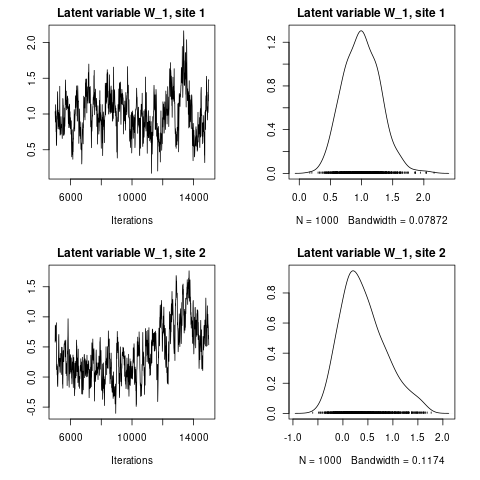 Latent variable W_1, site 1
0.5 1.0 1.5 2.0
6000 10000 14000
Iterations
Latent variable W_1, site 1
0.0 0.4 0.8 1.2
0.0 0.5 1.0 1.5 2.0
N = 1000 Bandwidth = 0.07872
Latent variable W_1, site 2
-0.5 0.0 0.5 1.0 1.5
6000 10000 14000
Iterations
Latent variable W_1, site 2
0.0 0.2 0.4 0.6 0.8
-1.0 0.0 0.5 1.0 1.5 2.0
N = 1000 Bandwidth = 0.1174